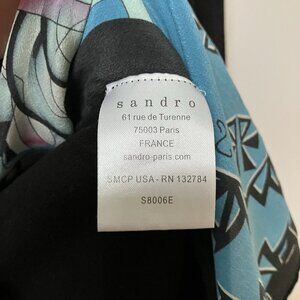 sandro
61 rue de Turenne
75003 Paris
FRANCE
sandro-paris.com
SMCP USA - RN 132784
S8006E